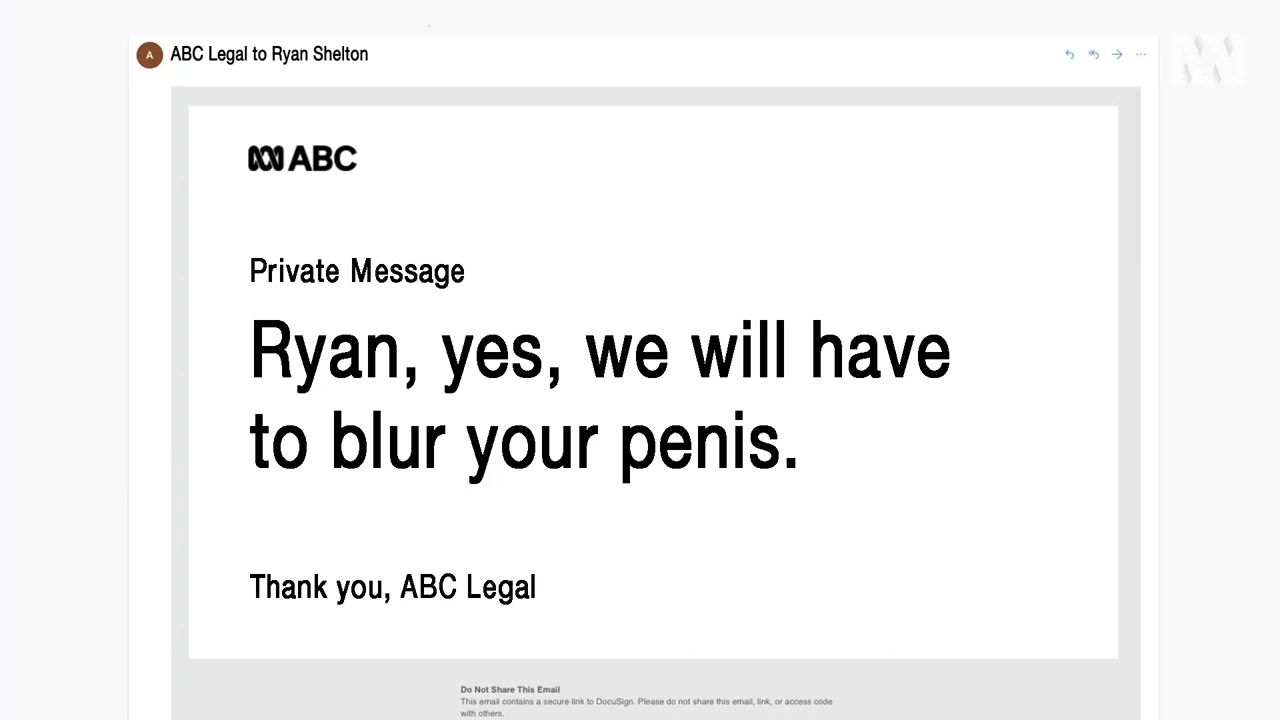 A
ABC Legal to Ryan Shelton
ABC
Private Message
Ryan, yes, we will have
to blur your penis.
Thank you, ABC Legal
Do Not Share This Email
This email contains a secure link to DocuSign. Please do not share this email, link, or access code
with others.